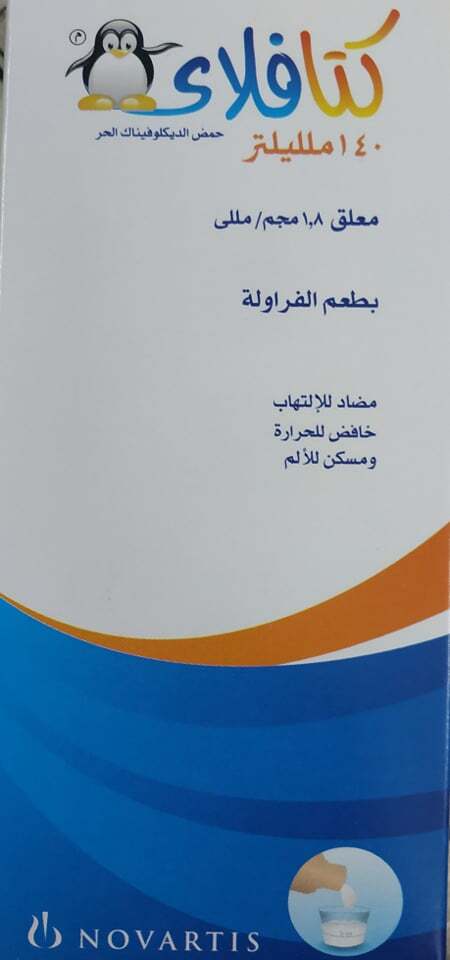 كتافلاى
م
حمض الديكلوفيناك الحر
١٤٠ ملليلتر
معلق ١,٨ مجم/ مللى
بطعم الفراولة
مضاد للإلتهاب
خافض للحرارة
ومسكن للألم
NOVARTIS